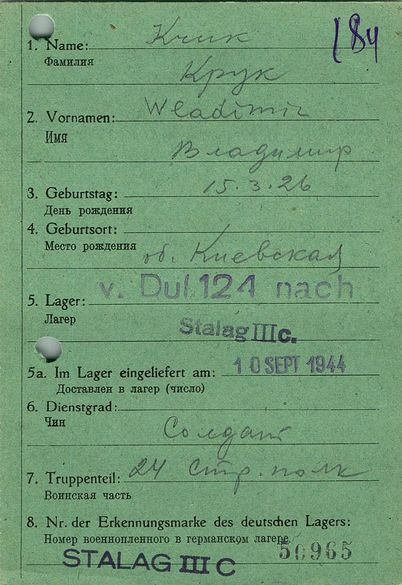 184
1. Name: Kruk
Фамилия
Крук
2. Vornamen: Wladimir
Имя
Владимир
3. Geburtstag: 15.3.26
День рождения
4. Geburtsort:
Место рождения
об. Киевская
v. Dul.124 nach
5. Lager:
Лагер
Stalag III c.
5a. Im Lager eingeliefert am: 10 SEPT 1944
Доставлен в лагер (число)
6. Dienstgrad:
Чин
Солдат
7. Truppenteil: 24 Стр. полк
Воинская часть
8. Nr. der Erkennungsmarke des deutschen Lagers:
Номер военнопленного в германском лагере
50965
STALAG III C